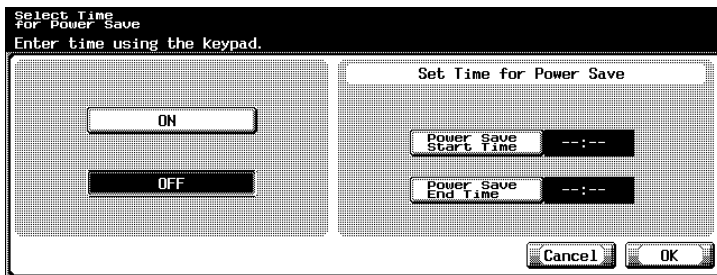 Select Time
for Power Save
Enter time using the keypad.
Set Time for Power Save
ON
OFF
Power Save
Start Time
--:--
Power Save
End Time
--:--
Cancel
OK